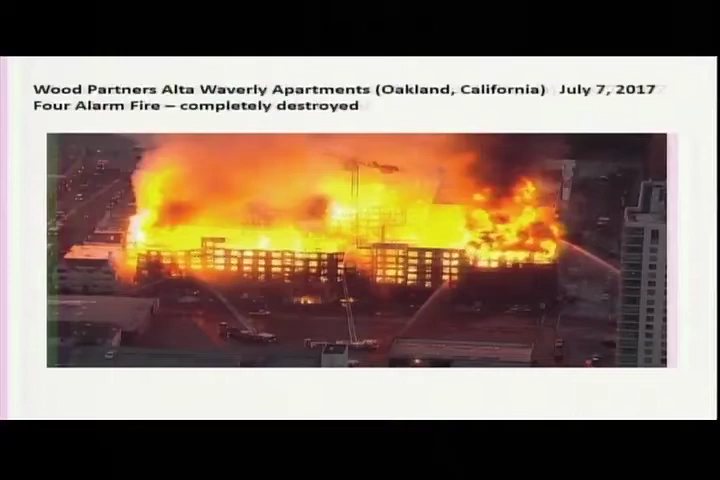 Wood Partners Alta Waverly Apartments (Oakland, California) July 7, 2017
Four Alarm Fire – completely destroyed